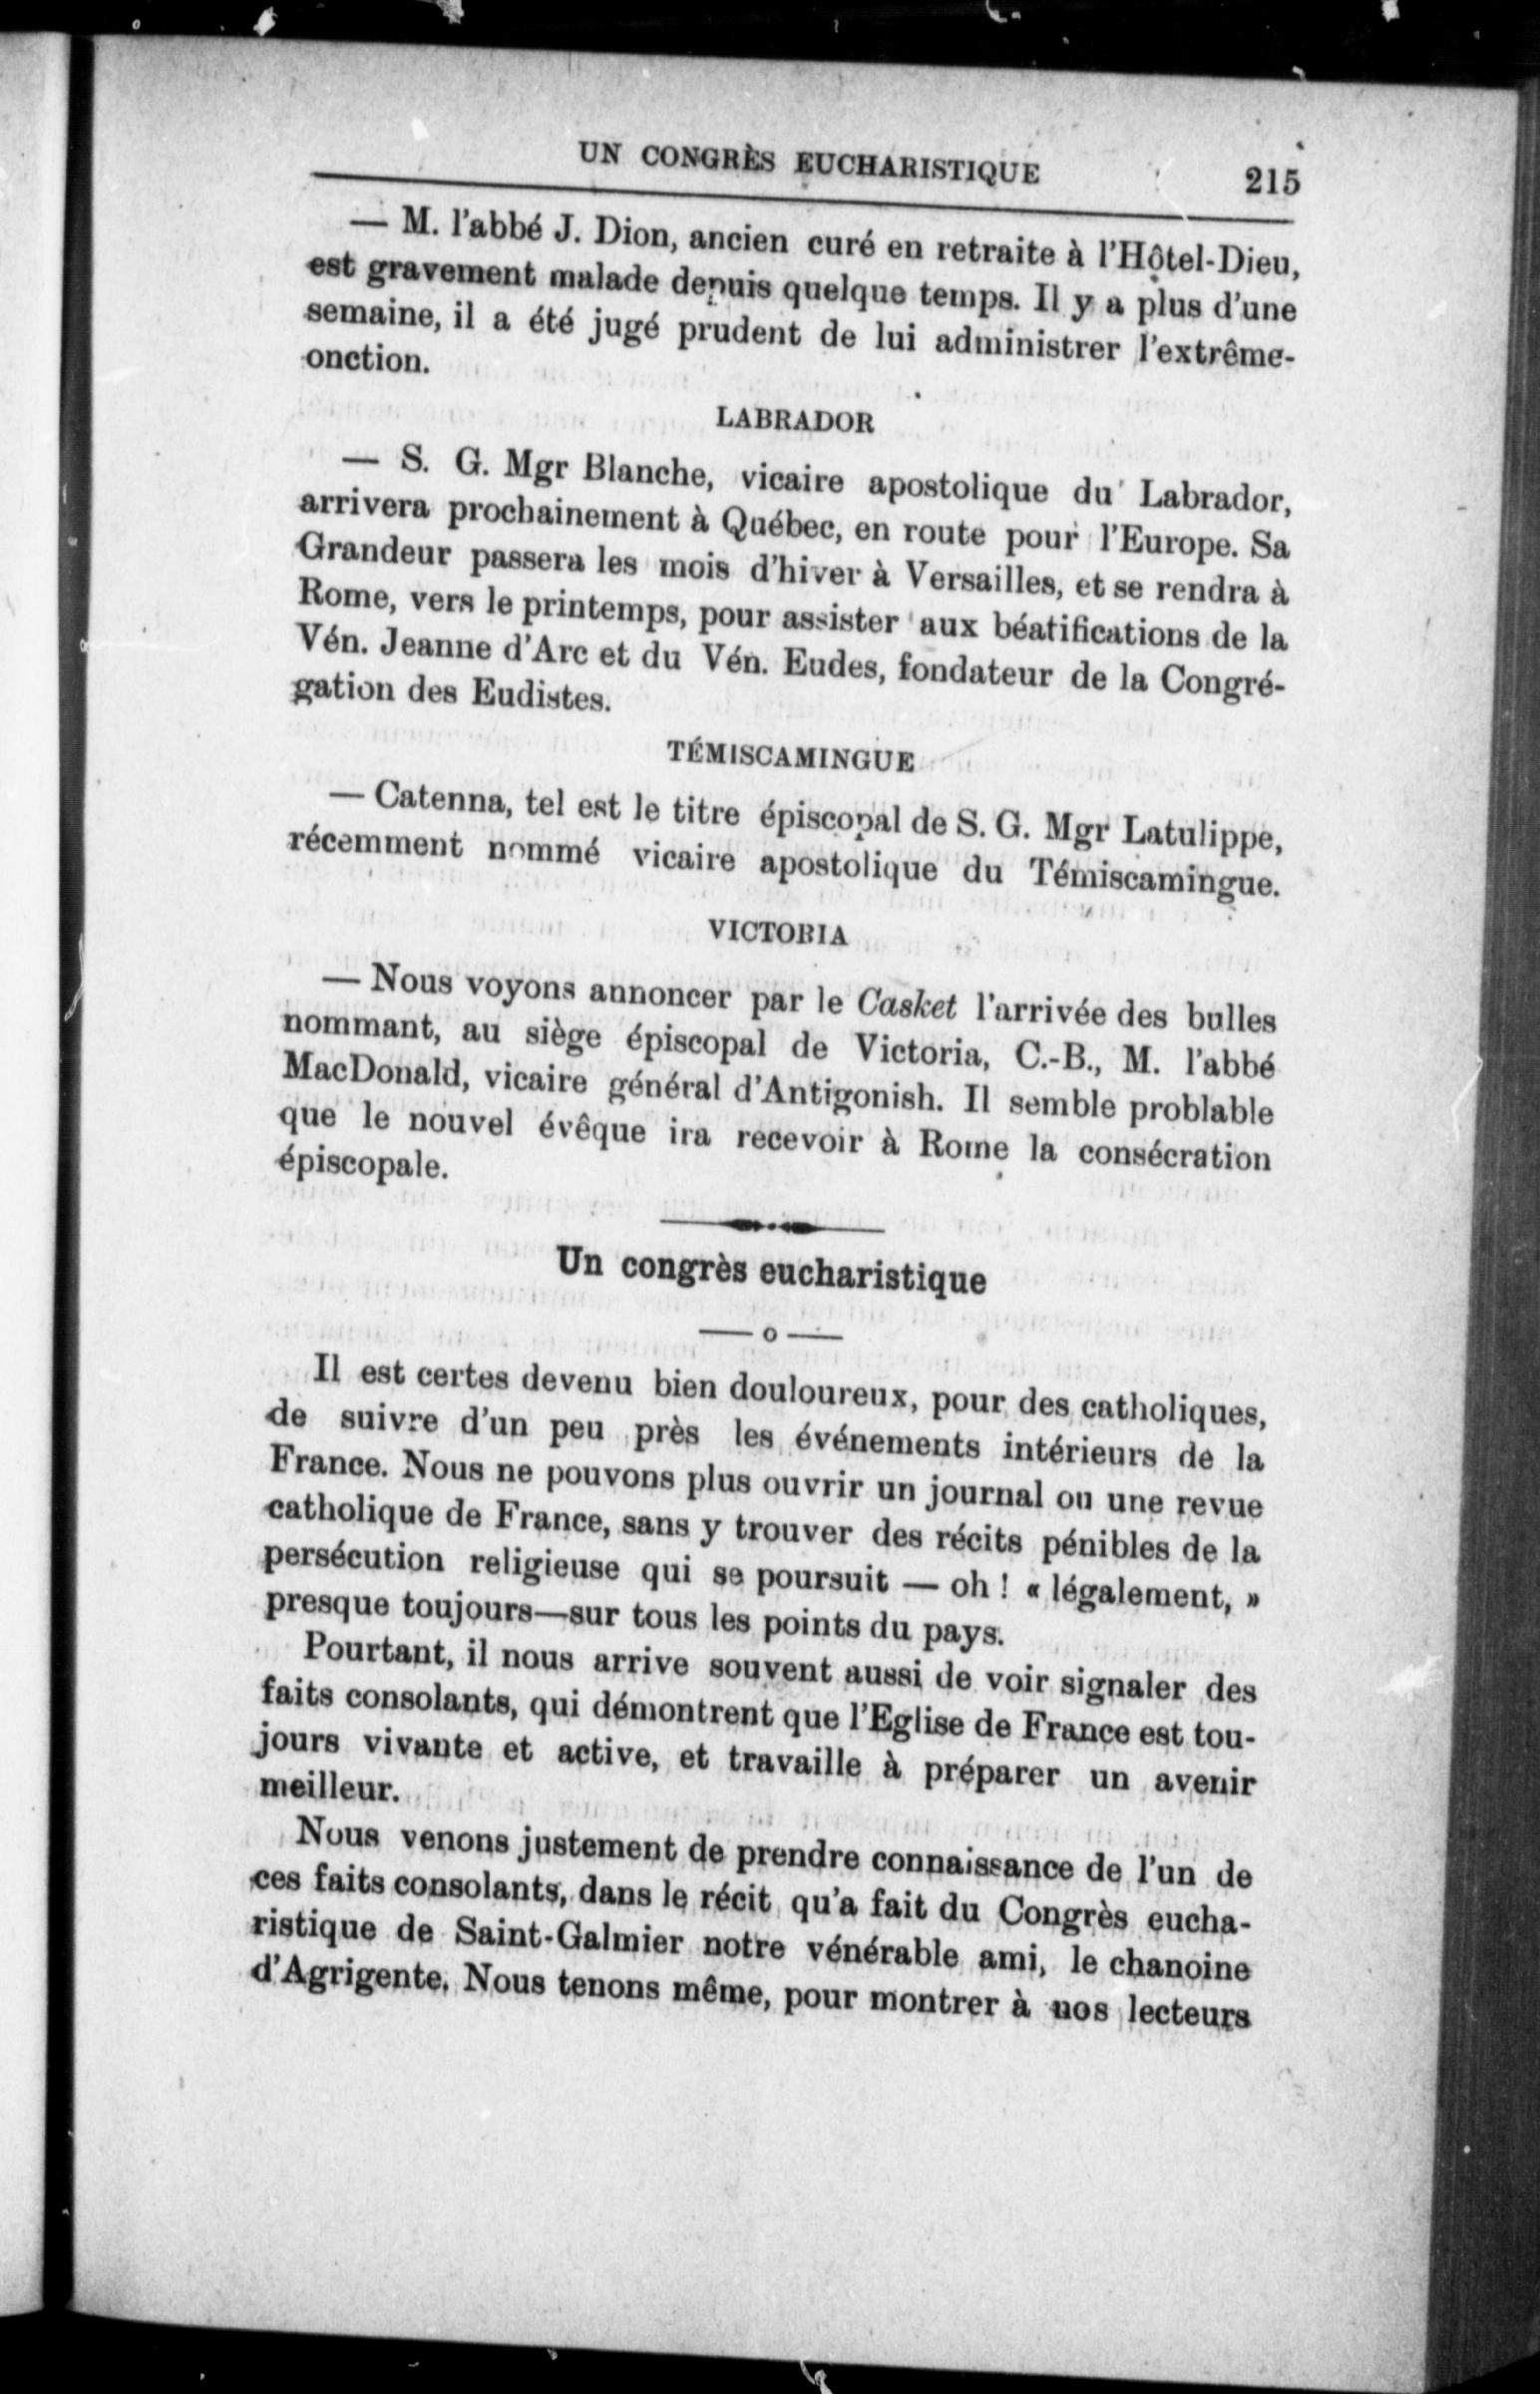 UN CONGRÈS EUCHARISTIQUE 215
— M. l'abbé J. Dion, ancien curé en retraite à l'Hôtel-Dieu,
est gravement malade depuis quelque temps. Il y a plus d'une
semaine, il a été jugé prudent de lui administrer l'extrême-
onction.
LABRADOR
— S. G. Mgr Blanche, vicaire apostolique du Labrador,
arrivera prochainement à Québec, en route pour l'Europe. Sa
Grandeur passera les mois d'hiver à Versailles, et se rendra à
Rome, vers le printemps, pour assister aux béatifications de la
Vén. Jeanne d'Arc et du Vén. Eudes, fondateur de la Congré-
gation des Eudistes.
TÉMISCAMINGUE
— Catenna, tel est le titre épiscopal de S. G. Mgr Latulippe,
récemment nommé vicaire apostolique du Témiscamingue.
VICTORIA
— Nous voyons annoncer par le Casket l'arrivée des bulles
nommant, au siège épiscopal de Victoria, C.-B., M. l'abbé
MacDonald, vicaire général d'Antigonish. Il semble problable
que le nouvel évêque ira recevoir à Rome la consécration
épiscopale.
Un congrès eucharistique
— o —
Il est certes devenu bien douloureux, pour des catholiques,
de suivre d'un peu près les événements intérieurs de la
France. Nous ne pouvons plus ouvrir un journal ou une revue
catholique de France, sans y trouver des récits pénibles de la
persécution religieuse qui se poursuit — oh ! « légalement, »
presque toujours—sur tous les points du pays.
Pourtant, il nous arrive souvent aussi de voir signaler des
faits consolants, qui démontrent que l'Eglise de France est tou-
jours vivante et active, et travaille à préparer un avenir
meilleur.
Nous venons justement de prendre connaissance de l'un de
ces faits consolants, dans le récit qu'a fait du Congrès eucha-
ristique de Saint-Galmier notre vénérable ami, le chanoine
d'Agrigente. Nous tenons même, pour montrer à nos lecteurs